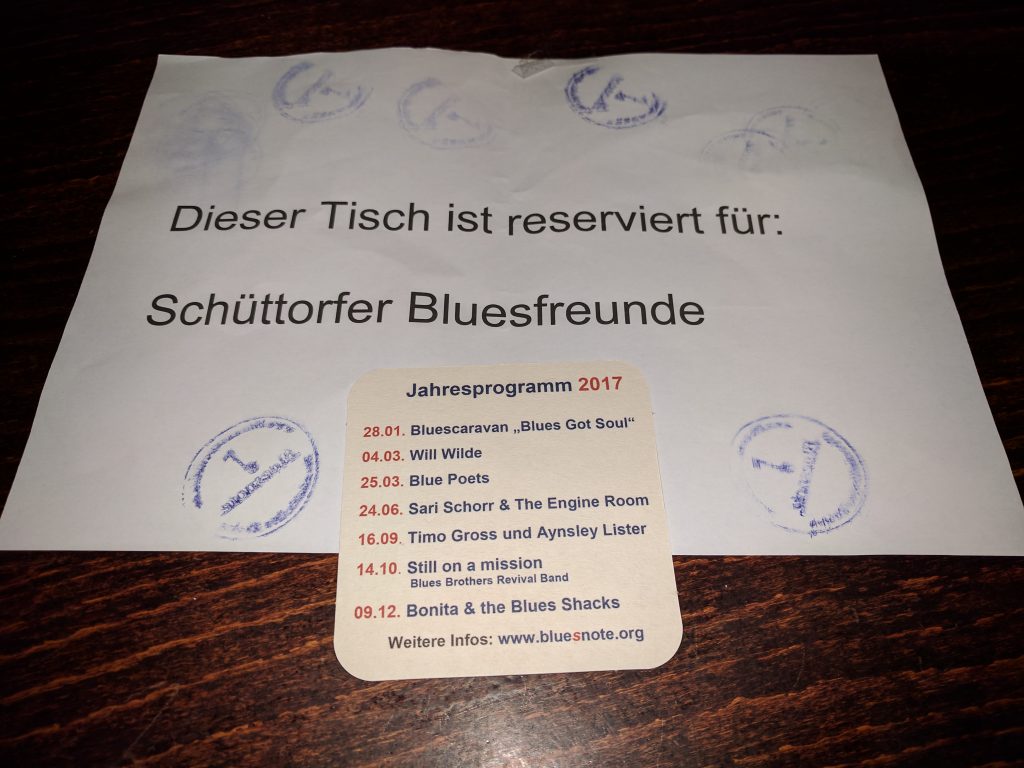 Dieser Tisch ist reserviert für:
Schüttorfer Bluesfreunde
Jahresprogramm 2017
28.01. Bluescaravan „Blues Got Soul“
04.03. Will Wilde
25.03. Blue Poets
24.06. Sari Schorr & The Engine Room
16.09. Timo Gross und Aynsley Lister
14.10. Still on a mission
Blues Brothers Revival Band
09.12. Bonita & the Blues Shacks
Weitere Infos: www.bluesnote.org